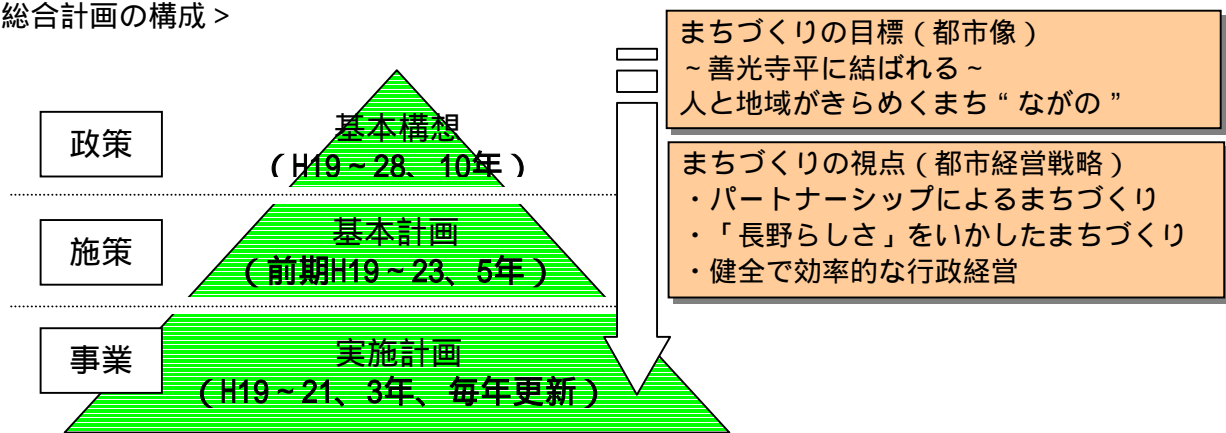 総合計画の構成>
政策
基本構想
(H19~28、10年)
施策
基本計画
(前期H19~23、5年)
事業
実施計画
(H19~21、3年、毎年更新)
まちづくりの目標(都市像)
~善光寺平に結ばれる~
人と地域がきらめくまち“ながの”
まちづくりの視点(都市経営戦略)
・パートナーシップによるまちづくり
・「長野らしさ」をいかしたまちづくり
・健全で効率的な行政経営